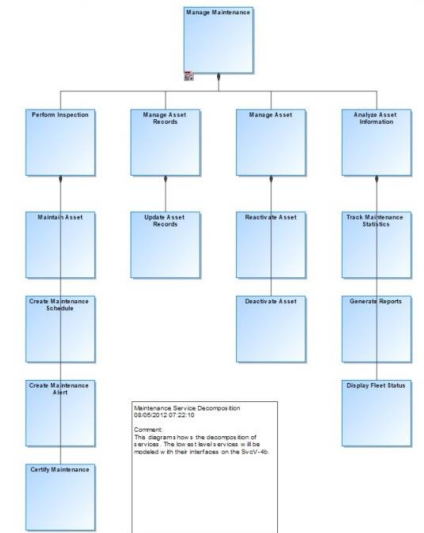 Manage Maintenance
Perform Inspection
Manage Asset
Records
Manage Asset
Analyze Asset
Information
Maintain Asset
Update Asset
Records
Reactivate Asset
Track Maintenance
Statistics
Create Maintenance
Schedule
Deactivate Asset
Generate Reports
Create Maintenance
Alert
Display Fleet Status
Certify Maintenance
Maintenance Service Decomposition
08/05/2012 07:22:10
Comment:
This diagram shows the decomposition of
services. The lowest level services will be
modeled with their interfaces on the SvcV-4b.